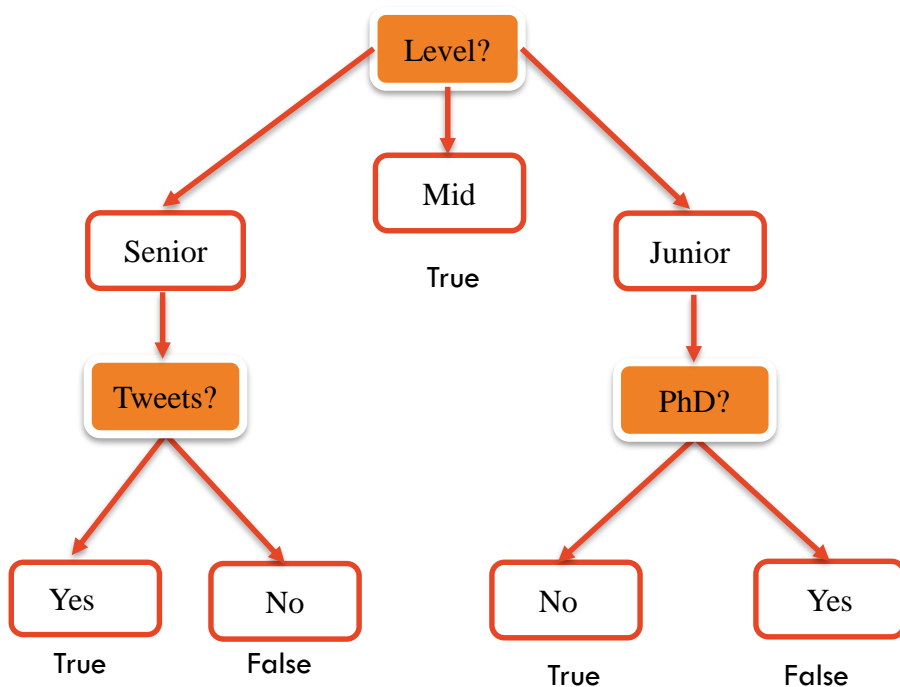 Level?
Mid
True
Senior
Junior
Tweets?
PhD?
Yes
No
No
Yes
True
False
True
False